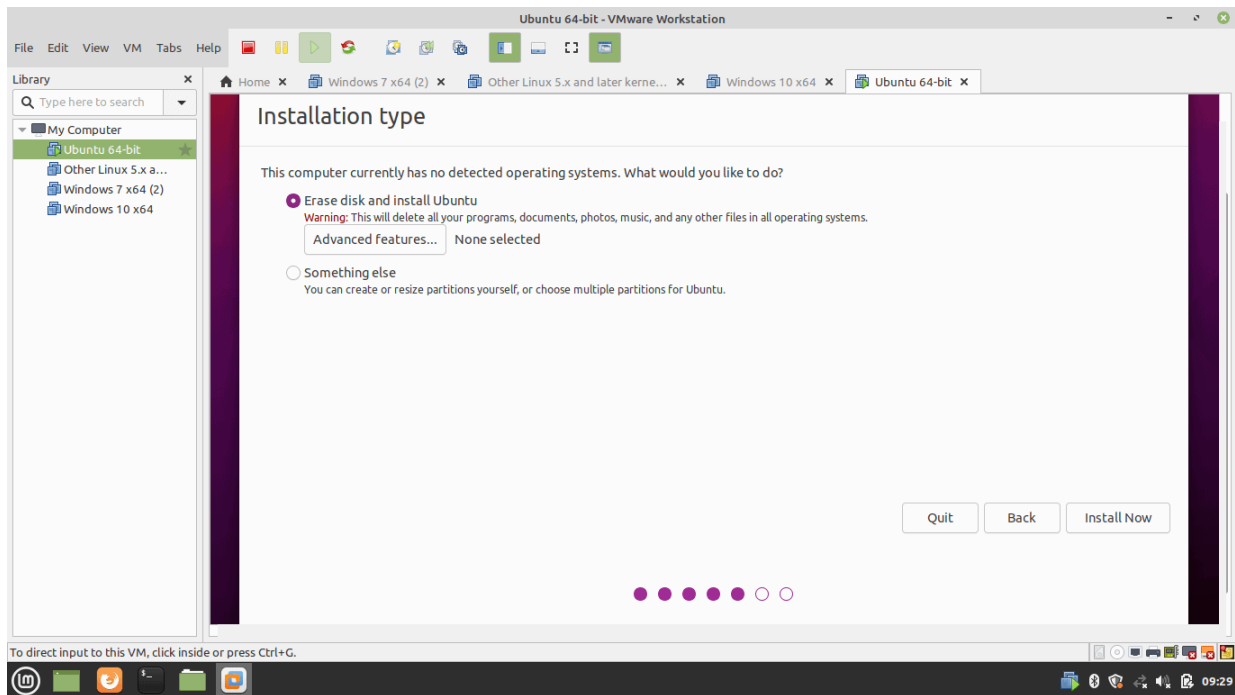 Ubuntu 64-bit - VMware Workstation
File Edit View VM Tabs Help
Library
Type here to search
My Computer
Ubuntu 64-bit
Other Linux 5.x a...
Windows 7 x64 (2)
Windows 10 x64
Home
Windows 7 x64 (2)
Other Linux 5.x and later kerne...
Windows 10 x64
Ubuntu 64-bit
Installation type
This computer currently has no detected operating systems. What would you like to do?
Erase disk and install Ubuntu
Warning: This will delete all your programs, documents, photos, music, and any other files in all operating systems.
Advanced features... None selected
Something else
You can create or resize partitions yourself, or choose multiple partitions for Ubuntu.
Quit Back Install Now
To direct input to this VM, click inside or press Ctrl+G.
09:29